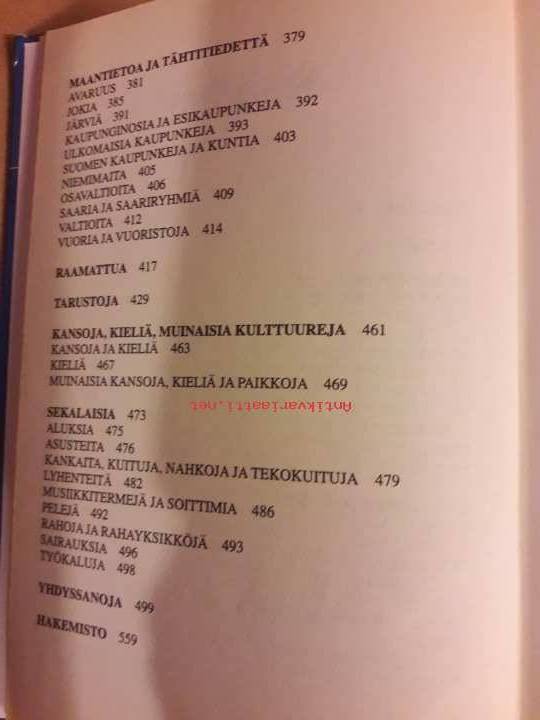 MAANTIETOA JA TÄHTITIEDETTÄ 379
AVARUUS 381
JOKIA 385
JÄRVIÄ 391
KAUPUNGINOSIA JA ESIKAUPUNKEJA 392
ULKOMAISIA KAUPUNKEJA 393
SUOMEN KAUPUNKEJA JA KUNTIA 403
NIEMIMAITA 405
OSAVALTIOITA 406
SAARIA JA SAARIRYHMIÄ 409
VALTIOITA 412
VUORIA JA VUORISTOJA 414
RAAMATTUA 417
TARUSTOJA 429
KANSOJA, KIELIÄ, MUINAISIA KULTTUUREJA 461
KANSOJA JA KIELIÄ 463
KIELIÄ 467
MUINAISIA KANSOJA, KIELIÄ JA PAIKKOJA 469
Antikvariaatti.net
SEKALAISIA 473
ALUKSIA 475
ASUSTEITA 476
KANKAITA, KUITUJA, NAHKOJA JA TEKOKUITUJA 479
LYHENTEITÄ 482
MUSIIKKITERMEJÄ JA SOITTIMIA 486
PELEJÄ 492
RAHOJA JA RAHAYKSIKKÖJÄ 493
SAIRAUKSIA 496
TYÖKALUJA 498
YHDYSSANOJA 499
HAKEMISTO 559